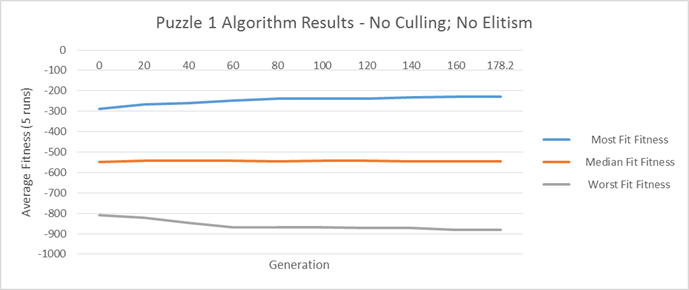 Puzzle 1 Algorithm Results - No Culling; No Elitism
0
-100
-200
-300
-400
-500
-600
-700
-800
-900
-1000
0 20 40 60 80 100 120 140 160 178.2
Average Fitness (5 runs)
Generation
Most Fit Fitness
Median Fit Fitness
Worst Fit Fitness